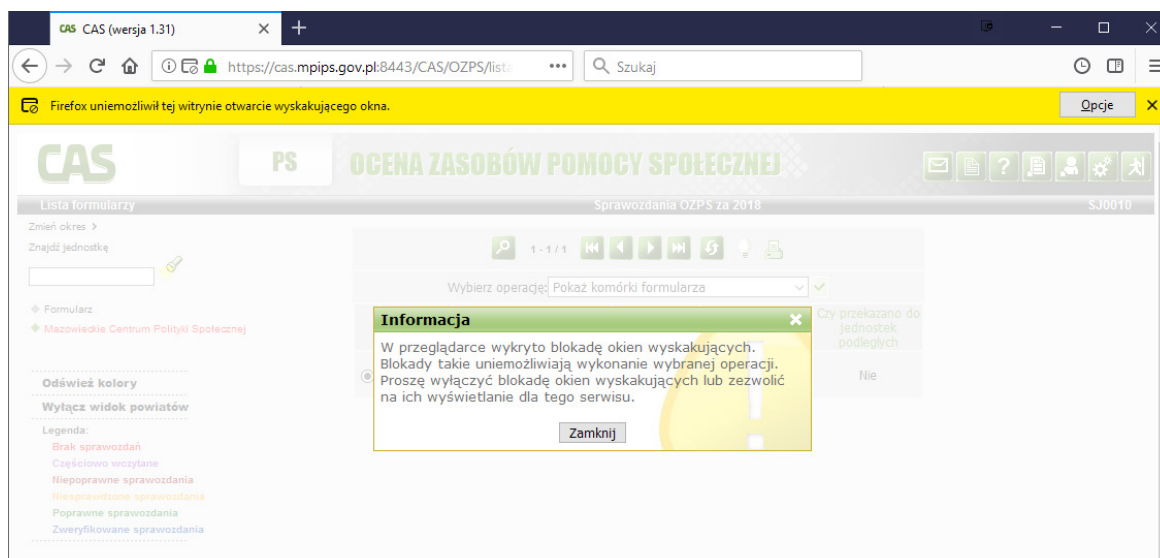 CAS CAS (wersja 1.31)
https://cas.mpips.gov.pl:8443/CAS/OZPS/lista
Szukaj
Firefox uniemożliwił tej witrynie otwarcie wyskakującego okna.
Opcje
CAS
PS
OCENA ZASOBÓW POMOCY SPOŁECZNEJ
Lista formularzy
Sprawozdania OZPS za 2018
SJ0010
Zmień okres >
Znajdź jednostkę
1 - 1 / 1
Wybierz operację: Pokaż komórki formularza
Formularz
Mazowieckie Centrum Polityki Społecznej
Czy przekazano do
jednostek
podległych
Nie
Informacja
W przeglądarce wykryto blokadę okien wyskakujących.
Blokady takie uniemożliwiają wykonanie wybranej operacji.
Proszę wyłączyć blokadę okien wyskakujących lub zezwolić
na ich wyświetlanie dla tego serwisu.
Zamknij
Odśwież kolory
Wyłącz widok powiatów
Legenda:
Brak sprawozdań
Częściowo wczytane
Niepoprawne sprawozdania
Niesprawdzone sprawozdania
Poprawne sprawozdania
Zweryfikowane sprawozdania